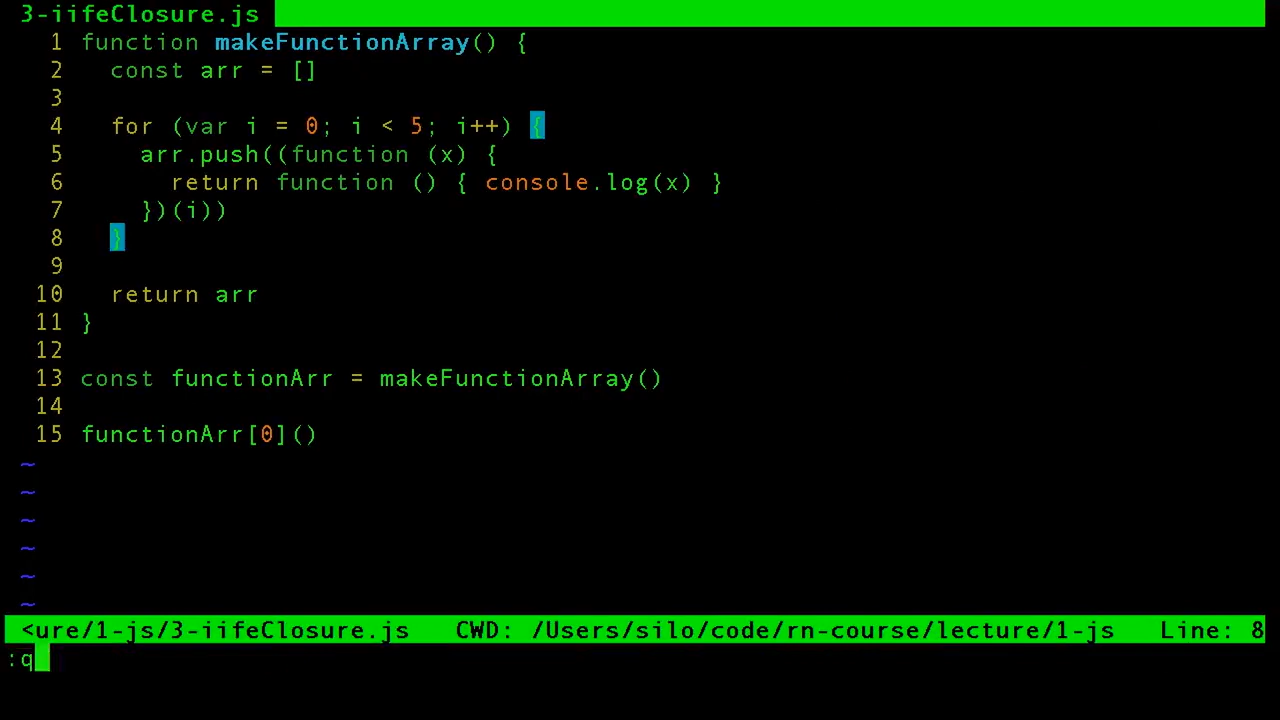 3-iifeClosure.js
1 function makeFunctionArray() {
2   const arr = []
3
4   for (var i = 0; i < 5; i++) {
5     arr.push((function (x) {
6       return function () { console.log(x) }
7     })(i))
8   }
9
10   return arr
11 }
12
13 const functionArr = makeFunctionArray()
14
15 functionArr[0]()
~
~
~
~
~
~
<ure/1-js/3-iifeClosure.js   CWD: /Users/silo/code/rn-course/lecture/1-js   Line: 8
:q